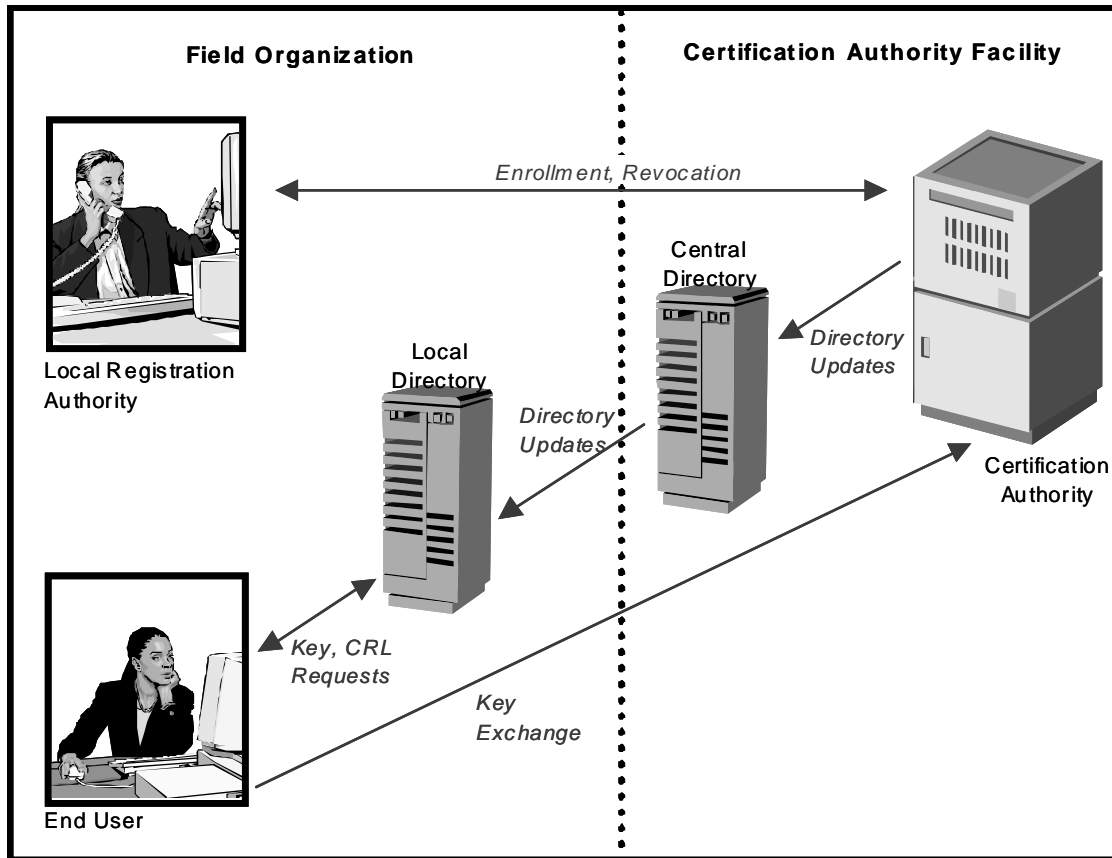 Field Organization
Certification Authority Facility
Enrollment, Revocation
Central
Directory
Directory
Updates
Local Registration
Authority
Local
Directory
Directory
Updates
Certification
Authority
Key, CRL
Requests
Key
Exchange
End User